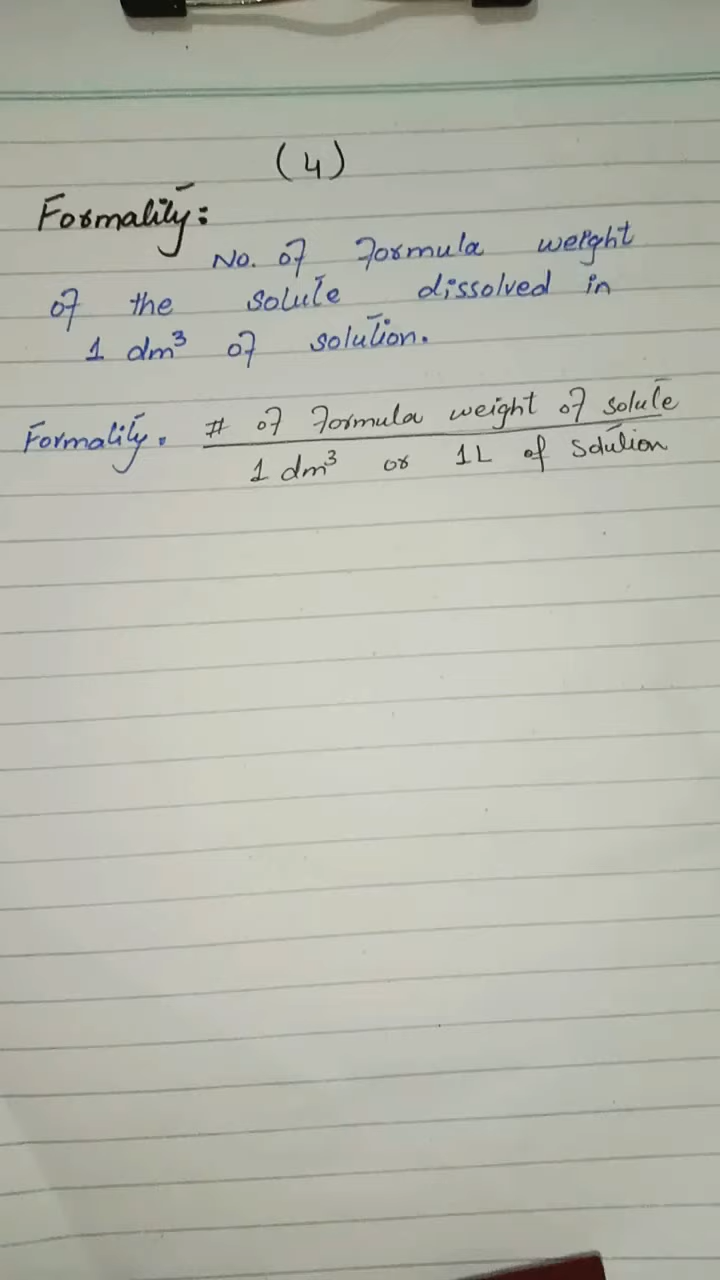 (4)
Formality:
No. of Formula weight
of the solute dissolved in
1 dm³ of solution.
Formality = # of Formula weight of solute
1 dm³ or 1L of solution